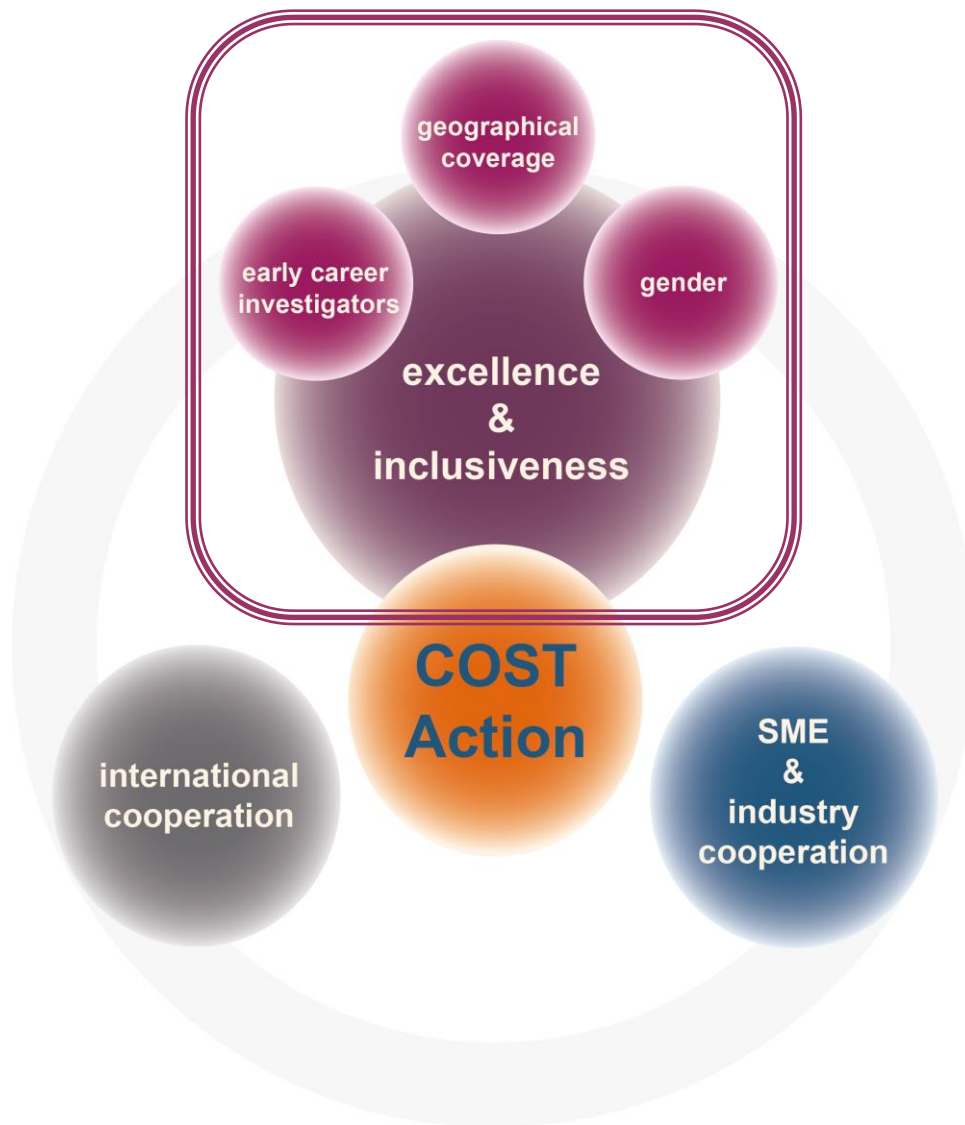 geographical
coverage
early career
investigators
gender
excellence
&
inclusiveness
COST
Action
international
cooperation
SME
&
industry
cooperation